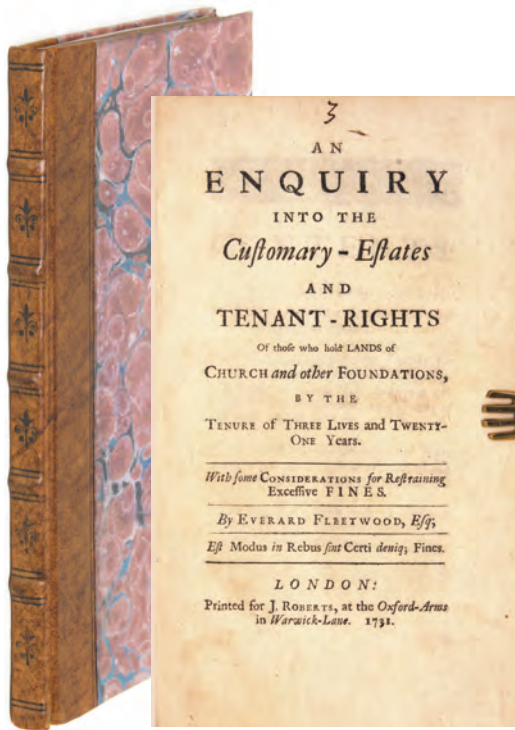 3
AN
ENQUIRY
INTO THE
Cuſtomary - Eſtates
AND
TENANT-RIGHTS
Of thoſe who hold LANDS of
CHURCH and other FOUNDATIONS,
BY THE
TENURE of THREE LIVES and TWENTY-
ONE Years.
With ſome CONSIDERATIONS for Reſtraining
Exceſſive FINES.
By EVERARD FLEETWOOD, Eſq;
Eſt Modus in Rebus ſint Certi deniq; Fines.
LONDON:
Printed for J. ROBERTS, at the Oxford-Arms
in Warwick-Lane. 1731.